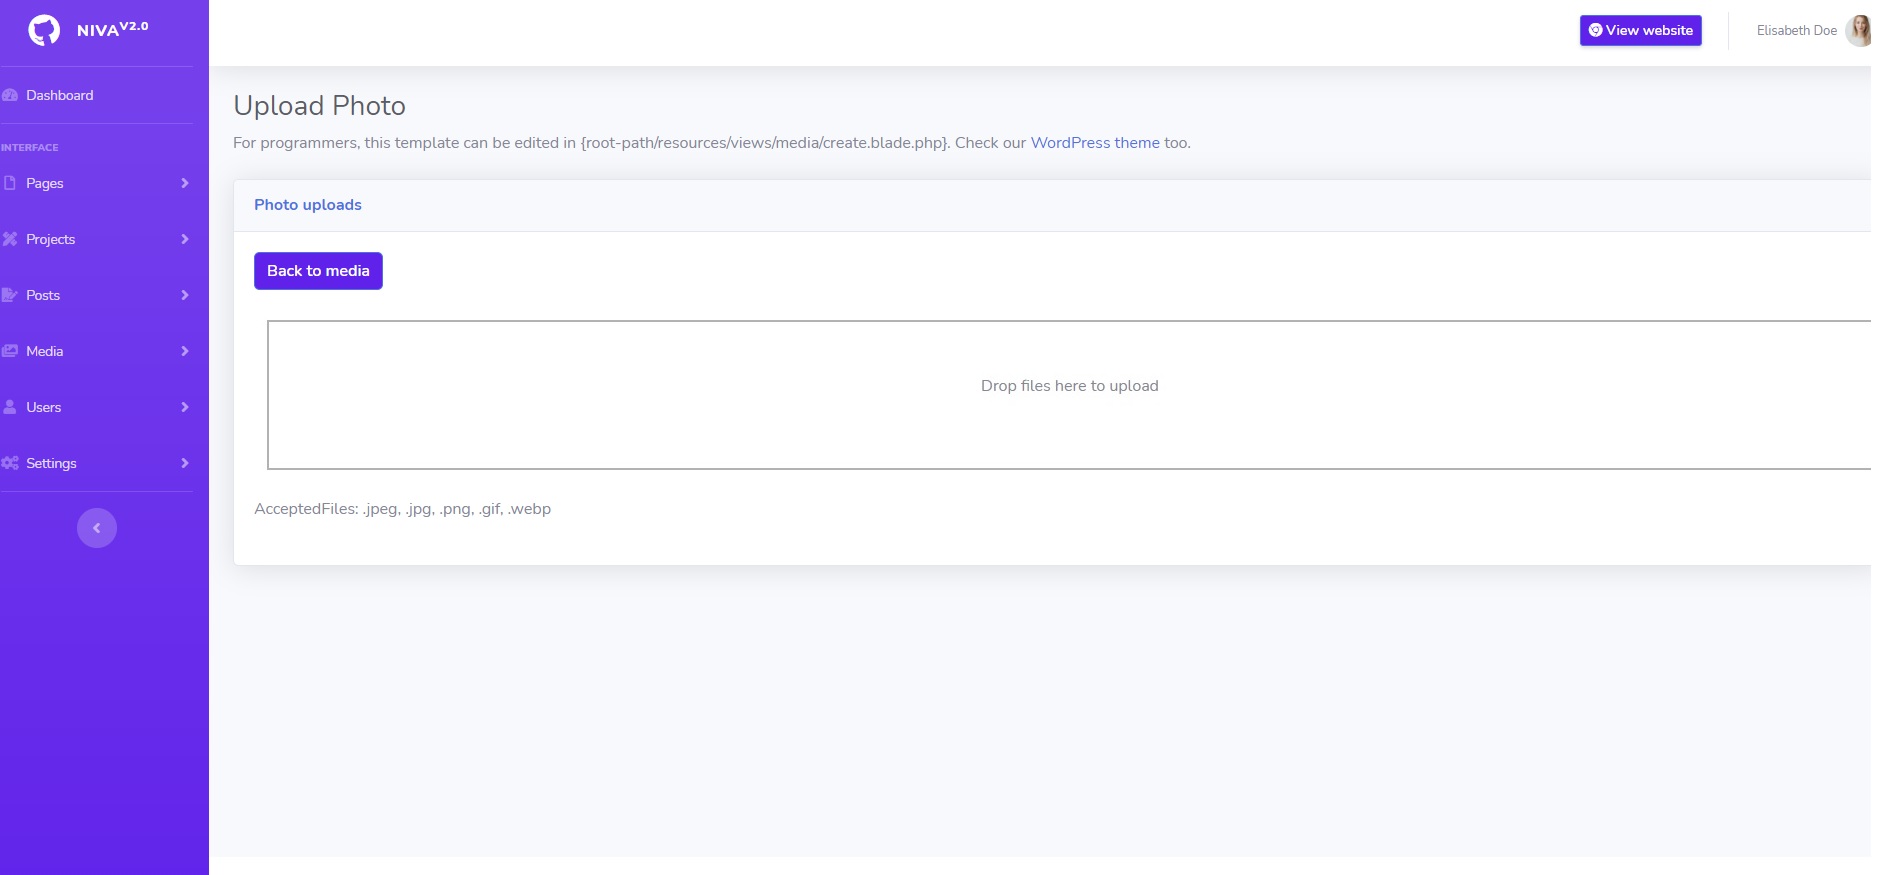 NIVA V2.0
View website
Elisabeth Doe
Dashboard
INTERFACE
Pages
Projects
Posts
Media
Users
Settings
Upload Photo
For programmers, this template can be edited in {root-path/resources/views/media/create.blade.php}. Check our WordPress theme too.
Photo uploads
Back to media
Drop files here to upload
AcceptedFiles: .jpeg, .jpg, .png, .gif, .webp